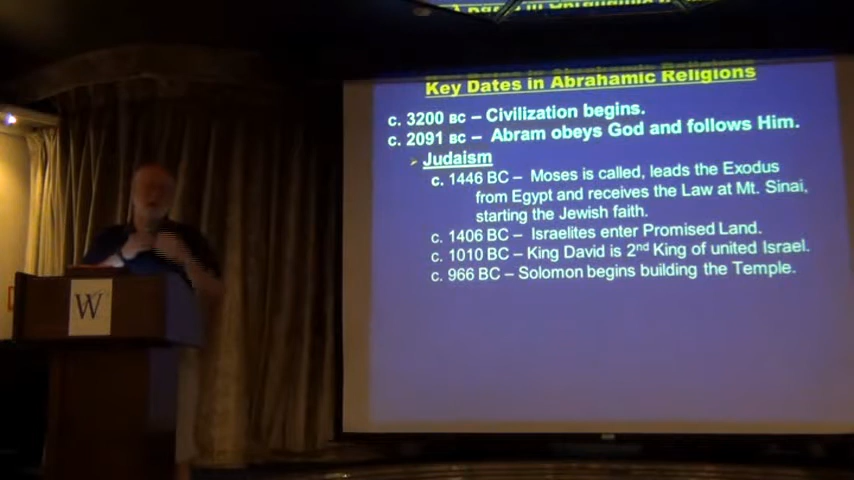 Key Dates in Abrahamic Religions
c. 3200 BC – Civilization begins.
c. 2091 BC – Abram obeys God and follows Him.
➢ Judaism
c. 1446 BC – Moses is called, leads the Exodus
from Egypt and receives the Law at Mt. Sinai,
starting the Jewish faith.
c. 1406 BC – Israelites enter Promised Land.
c. 1010 BC – King David is 2nd King of united Israel.
c. 966 BC – Solomon begins building the Temple.
W